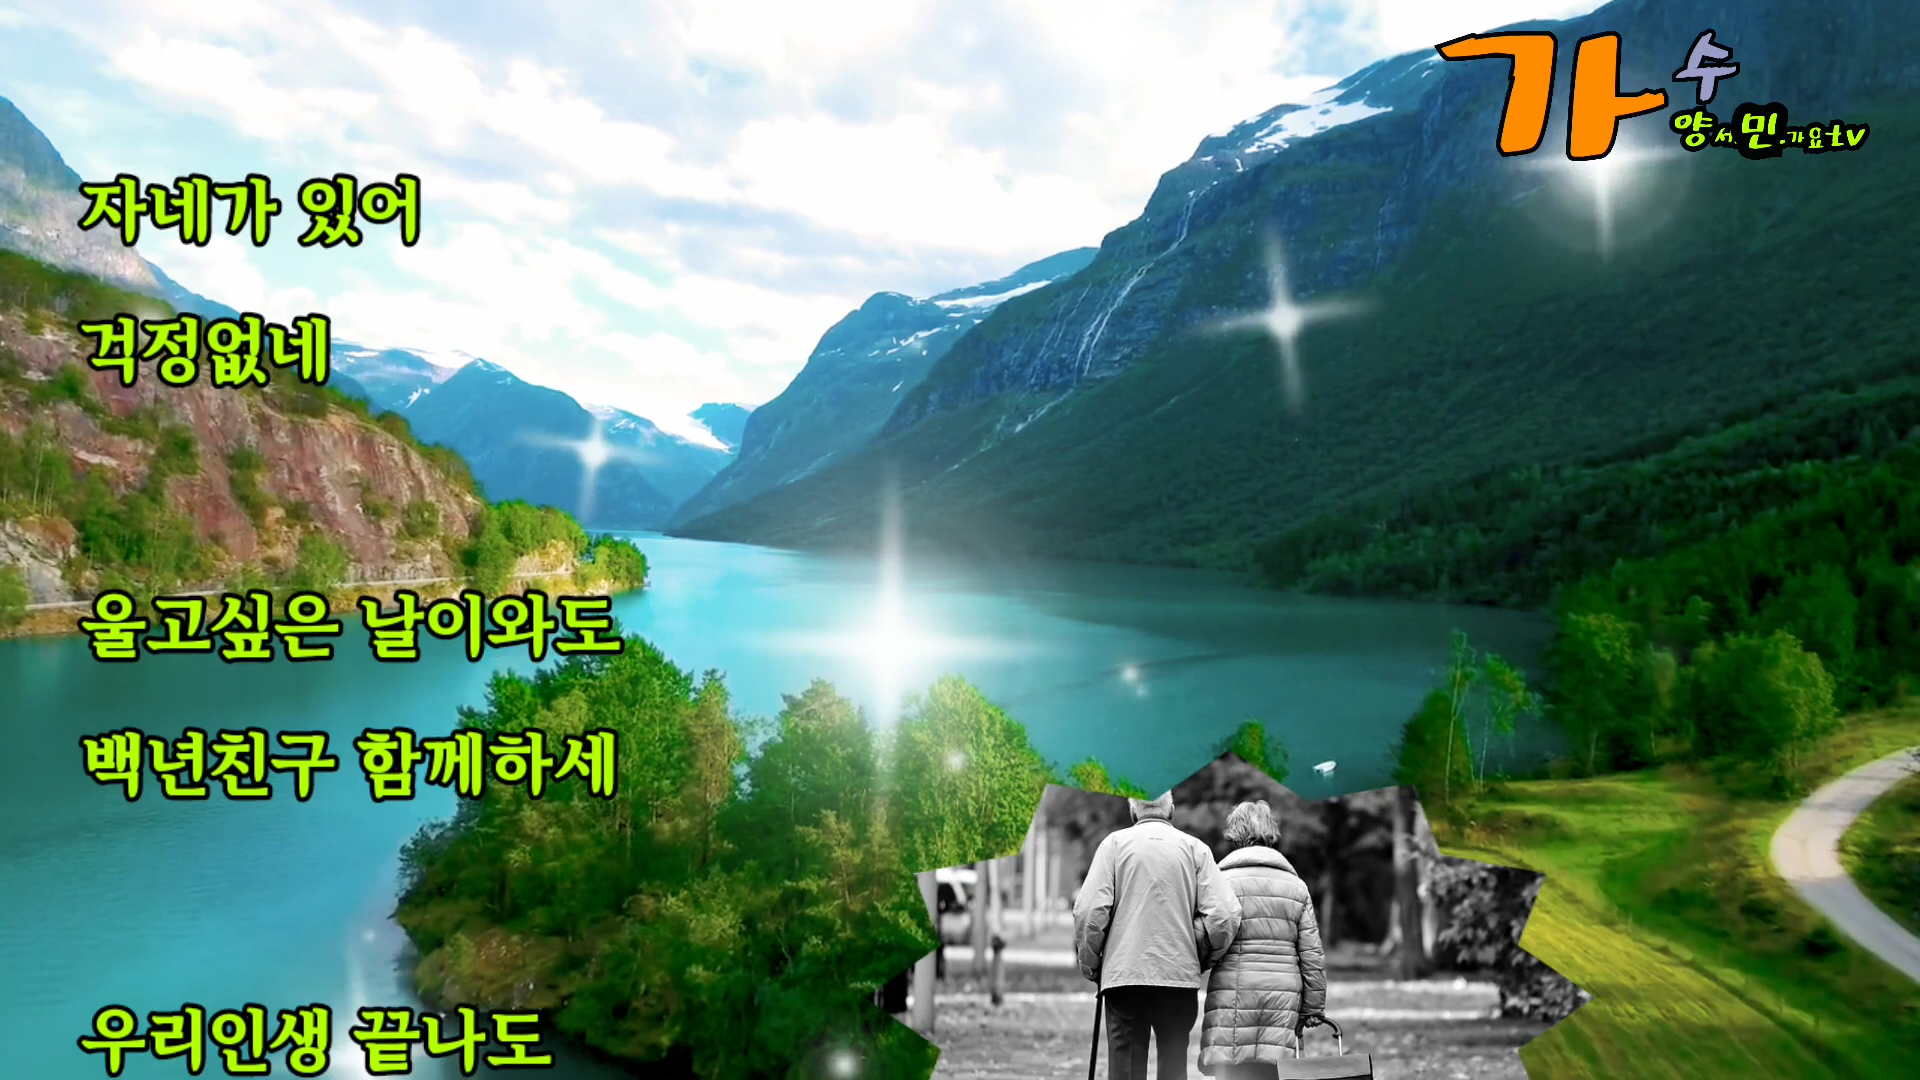 가수
양서민.가요tv
자네가 있어
걱정없네
울고싶은 날이와도
백년친구 함께하세
우리인생 끝나도